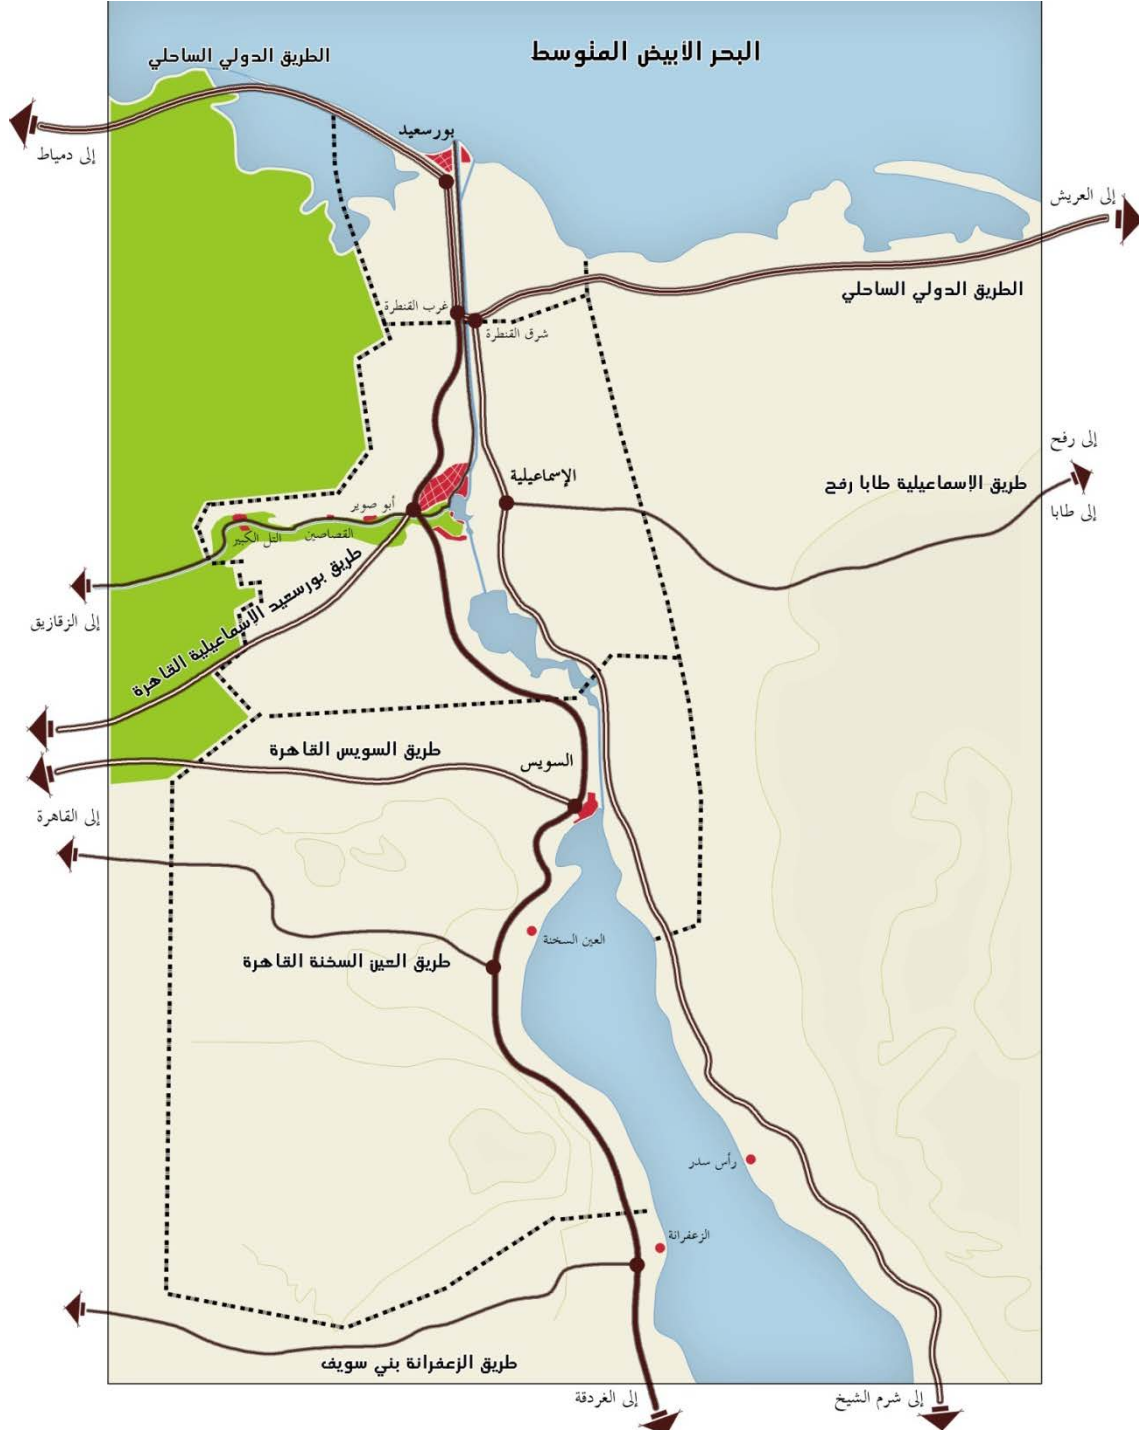 البحر الأبيض المتوسط
الطريق الدولي الساحلي
بورسعيد
إلى دمياط
إلى العريش
الطريق الدولي الساحلي
غرب القنطرة
شرق القنطرة
إلى رفح
الإسماعيلية
طريق الإسماعيلية طابا رفح
إلى طابا
أبو صوير
القصاصين
التل الكبير
طريق بورسعيد الإسماعيلية القاهرة
إلى الزقازيق
طريق السويس القاهرة
السويس
إلى القاهرة
العين السخنة
طريق العين السخنة القاهرة
رأس سدر
الزعفرانة
طريق الزعفرانة بني سويف
إلى الغردقة
إلى شرم الشيخ